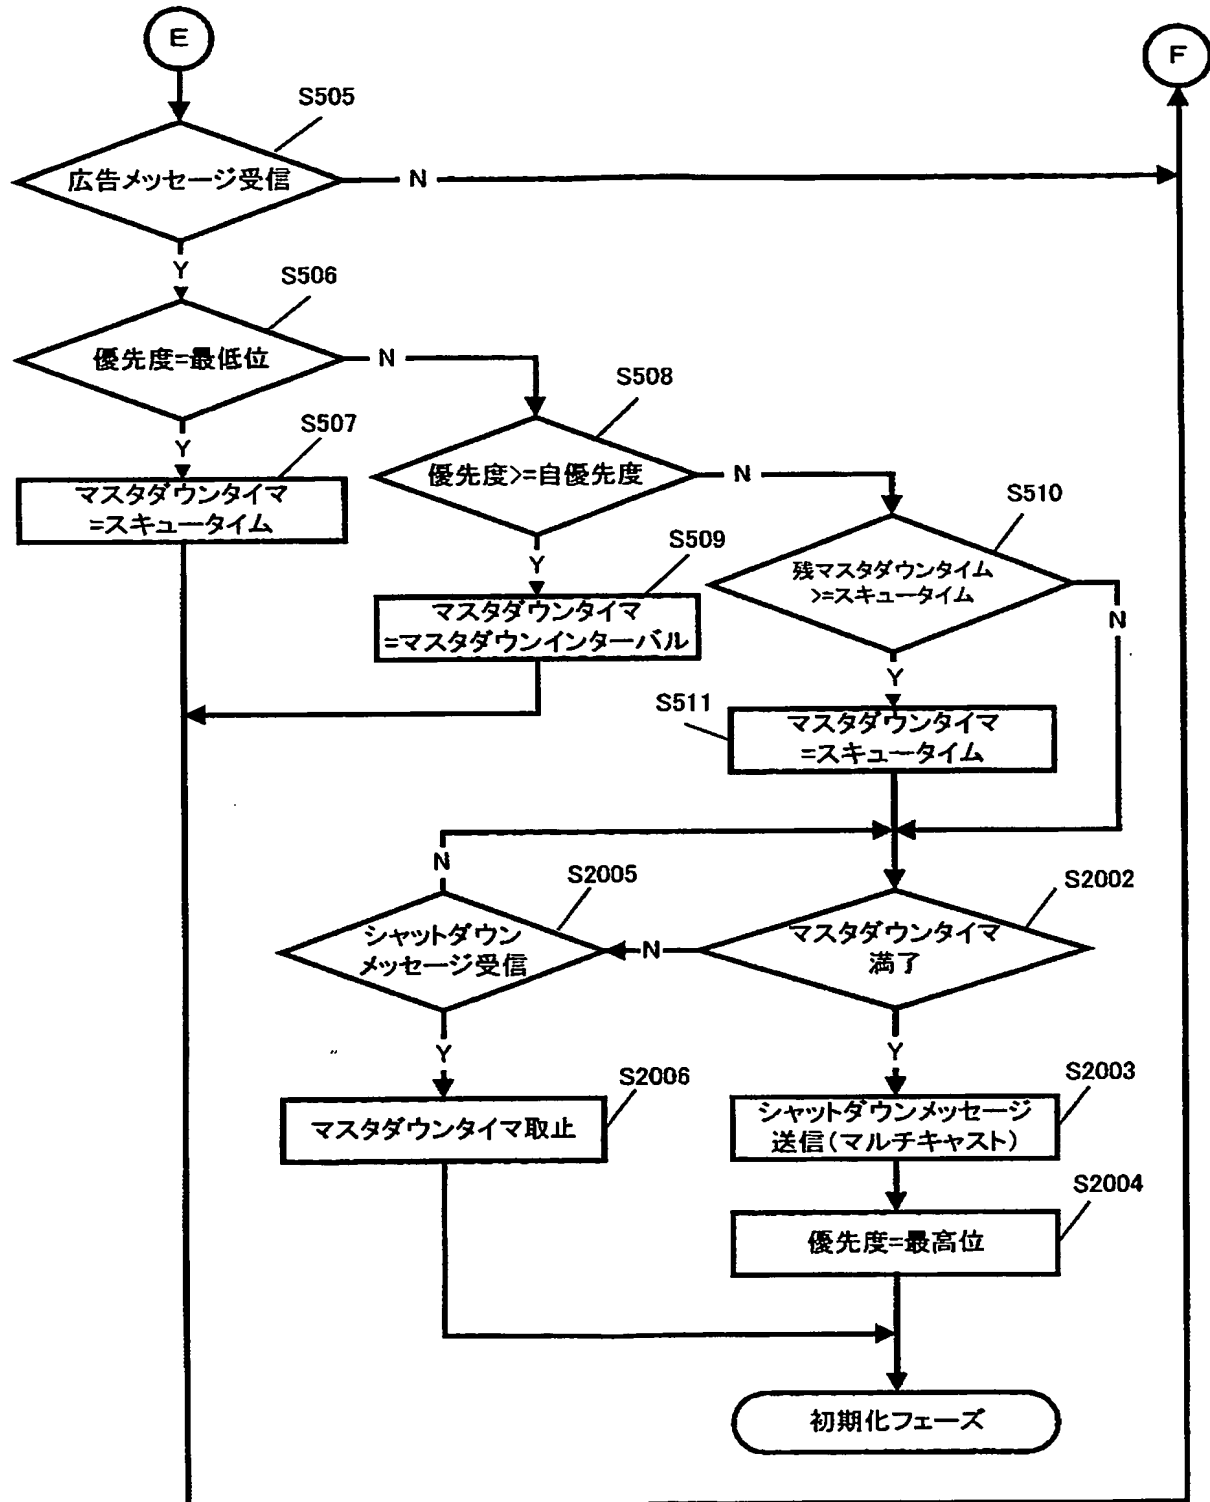 E
F
S505
広告メッセージ受信
N
Y
S506
優先度=最低位
N
Y
S507
マスタダウンタイマ
=スキュータイム
S508
優先度>=自優先度
N
Y
S509
マスタダウンタイマ
=マスタダウンインターバル
S510
残マスタダウンタイム
>=スキュータイム
N
Y
S511
マスタダウンタイマ
=スキュータイム
N
S2005
シャットダウン
メッセージ受信
N
S2002
マスタダウンタイマ
満了
Y
Y
S2006
マスタダウンタイマ取止
S2003
シャットダウンメッセージ
送信(マルチキャスト)
S2004
優先度=最高位
初期化フェーズ